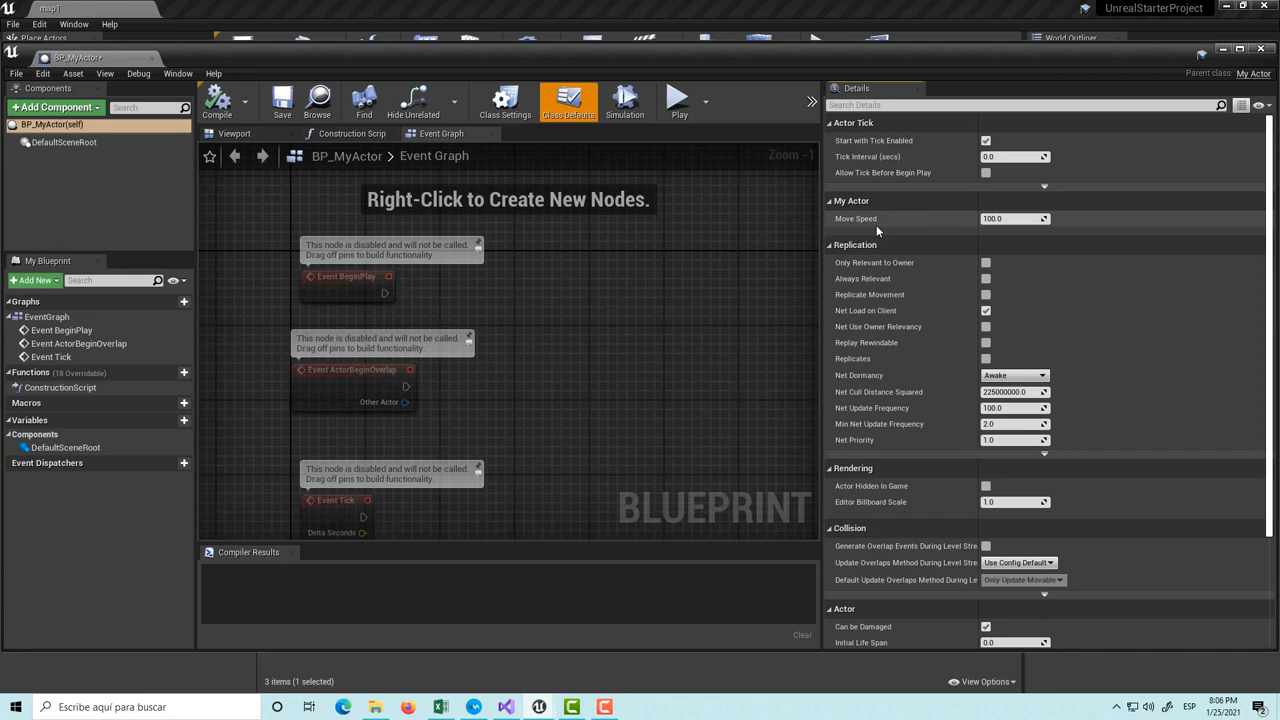 map1
UnrealStarterProject
File Edit Window Help
Place Actors
World Outliner
BP_MyActor*
File Edit Asset View Debug Window Help
Parent class: My Actor
Components
+ Add Component
Search
BP_MyActor(self)
DefaultSceneRoot
My Blueprint
+ Add New
Search
Graphs
EventGraph
Event BeginPlay
Event ActorBeginOverlap
Event Tick
Functions (18 Overridable)
ConstructionScript
Macros
Variables
Components
DefaultSceneRoot
Event Dispatchers
Compile Save Browse Find Hide Unrelated Class Settings Class Defaults Simulation Play
Viewport Construction Scrip Event Graph
BP_MyActor > Event Graph Zoom -1
Right-Click to Create New Nodes.
This node is disabled and will not be called.
Drag off pins to build functionality.
Event BeginPlay
This node is disabled and will not be called.
Drag off pins to build functionality.
Event ActorBeginOverlap
Other Actor
This node is disabled and will not be called.
Drag off pins to build functionality.
Event Tick
Delta Seconds
BLUEPRINT
Compiler Results
Clear
Details
Search Details
Actor Tick
Start with Tick Enabled
Tick Interval (secs) 0.0
Allow Tick Before Begin Play
My Actor
Move Speed 100.0
Replication
Only Relevant to Owner
Always Relevant
Replicate Movement
Net Load on Client
Net Use Owner Relevancy
Replay Rewindable
Replicates
Net Dormancy Awake
Net Cull Distance Squared 225000000.0
Net Update Frequency 100.0
Min Net Update Frequency 2.0
Net Priority 1.0
Rendering
Actor Hidden In Game
Editor Billboard Scale 1.0
Collision
Generate Overlap Events During Level Stre
Update Overlaps Method During Level Stre Use Config Default
Default Update Overlaps Method During Le Only Update Movable
Actor
Can be Damaged
Initial Life Span 0.0
3 items (1 selected)
View Options
Escribe aquí para buscar
ESP
8:06 PM
1/25/2021
2